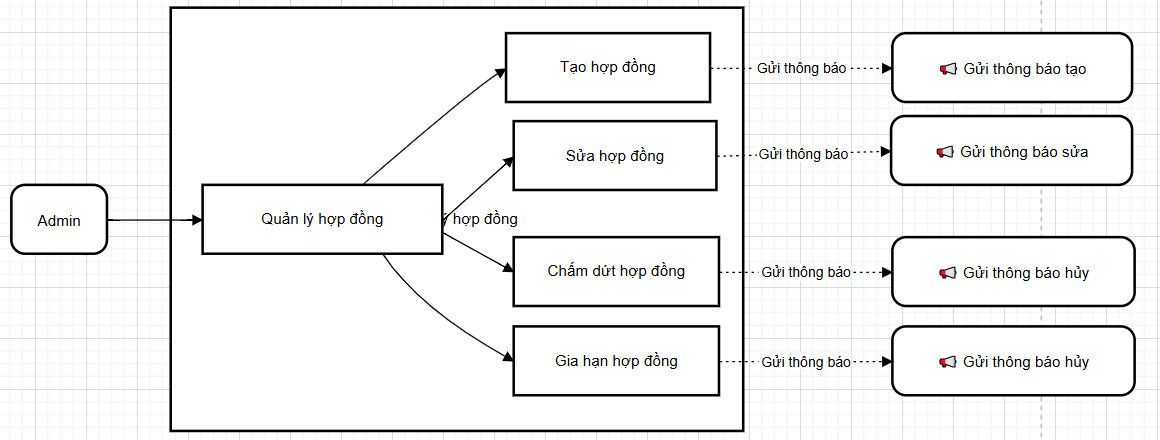 Admin
Quản lý hợp đồng
ý hợp đồng
Tạo hợp đồng
Gửi thông báo
Gửi thông báo tạo
Sửa hợp đồng
Gửi thông báo
Gửi thông báo sửa
Chấm dứt hợp đồng
Gửi thông báo
Gửi thông báo hủy
Gia hạn hợp đồng
Gửi thông báo
Gửi thông báo hủy